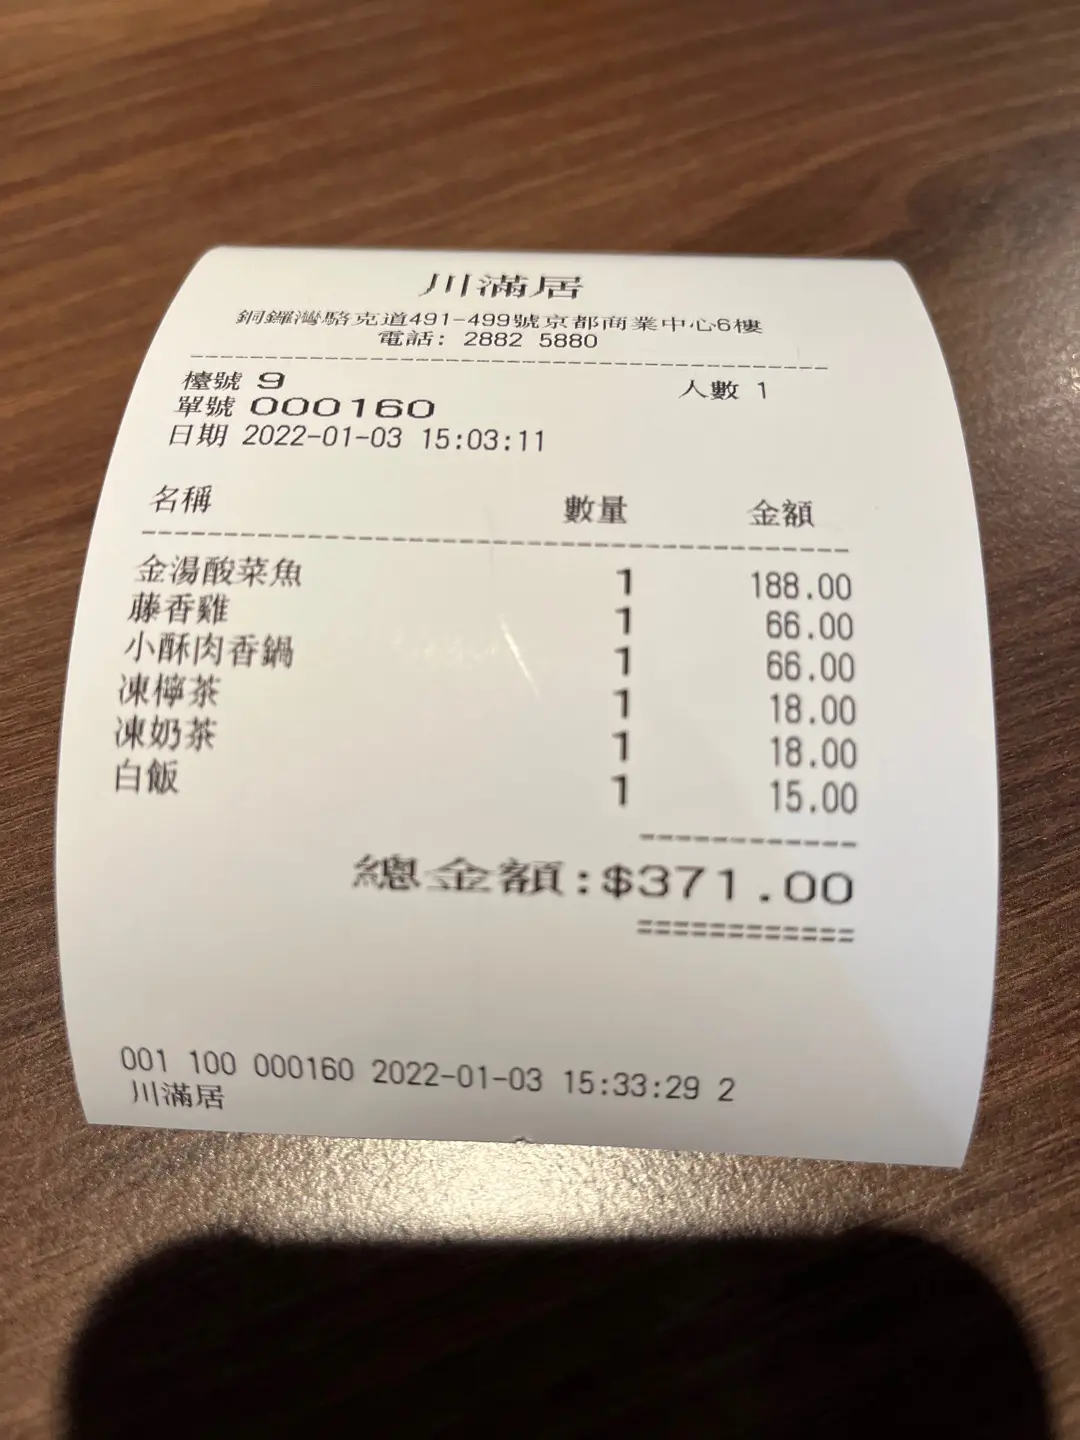 川滿居
銅鑼灣駱克道491-499號京都商業中心6樓
電話: 2882 5880
檯號 9 人數 1
單號 000160
日期 2022-01-03 15:03:11
名稱 數量 金額
金湯酸菜魚 1 188.00
藤香雞 1 66.00
小酥肉香鍋 1 66.00
凍檸茶 1 18.00
凍奶茶 1 18.00
白飯 1 15.00
總金額:$371.00
001 100 000160 2022-01-03 15:33:29 2
川滿居